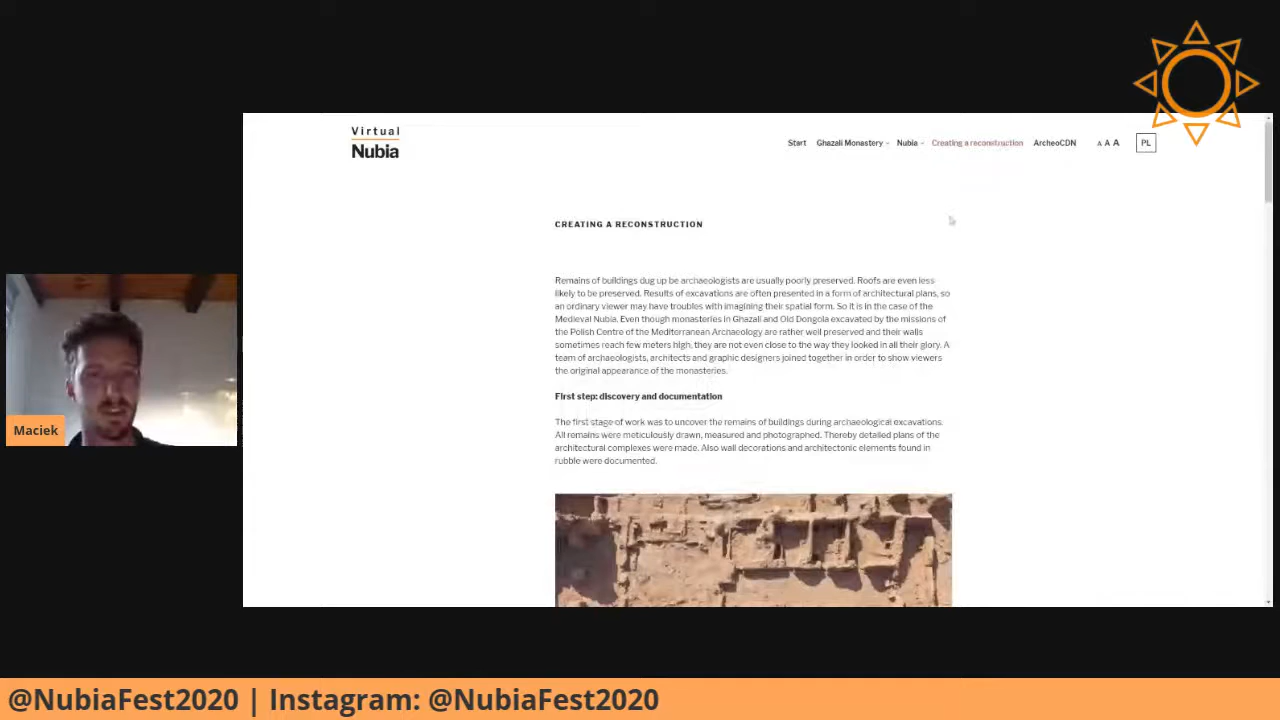 Virtual
Nubia
Start Ghazali Monastery Nubia Creating a reconstruction ArcheoCDN A A A PL
CREATING A RECONSTRUCTION
Remains of buildings dug up be archaeologists are usually poorly preserved. Roofs are even less
likely to be preserved. Results of excavations are often presented in a form of architectural plans, so
an ordinary viewer may have troubles with imagining their spatial form. So it is in the case of the
Medieval Nubia. Even though monasteries in Ghazali and Old Dongola excavated by the missions of
the Polish Centre of the Mediterranean Archaeology are rather well preserved and their walls
sometimes reach few meters high, they are not even close to the way they looked in all their glory. A
team of archaeologists, architects and graphic designers joined together in order to show viewers
the original appearance of the monasteries.
First step: discovery and documentation
The first stage of work was to uncover the remains of buildings during archaeological excavations.
All remains were meticulously drawn, measured and photographed. Thereby detailed plans of the
architectural complexes were made. Also wall decorations and architectonic elements found in
rubble were documented.
Maciek
@NubiaFest2020 | Instagram: @NubiaFest2020